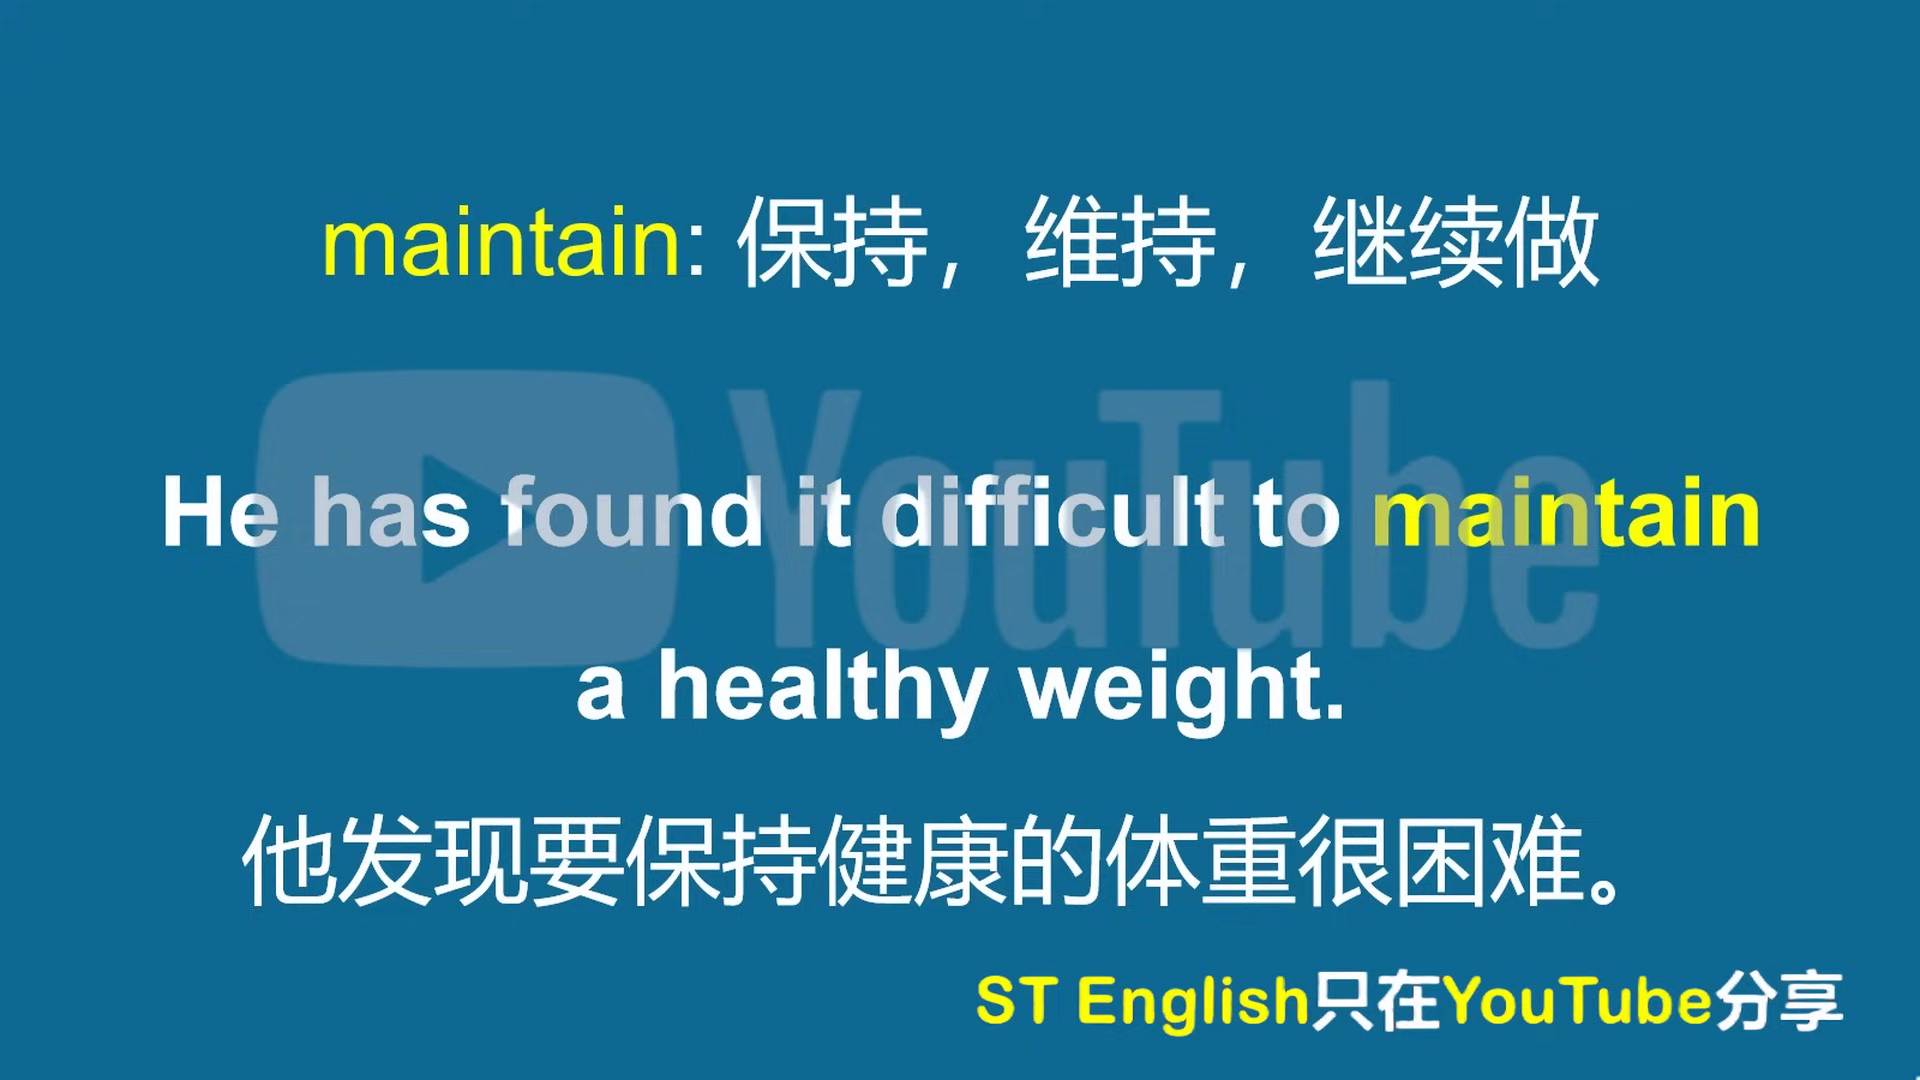 maintain: 保持，维持，继续做
YouTube
He has found it difficult to maintain
a healthy weight.
他发现要保持健康的体重很困难。
ST English只在YouTube分享